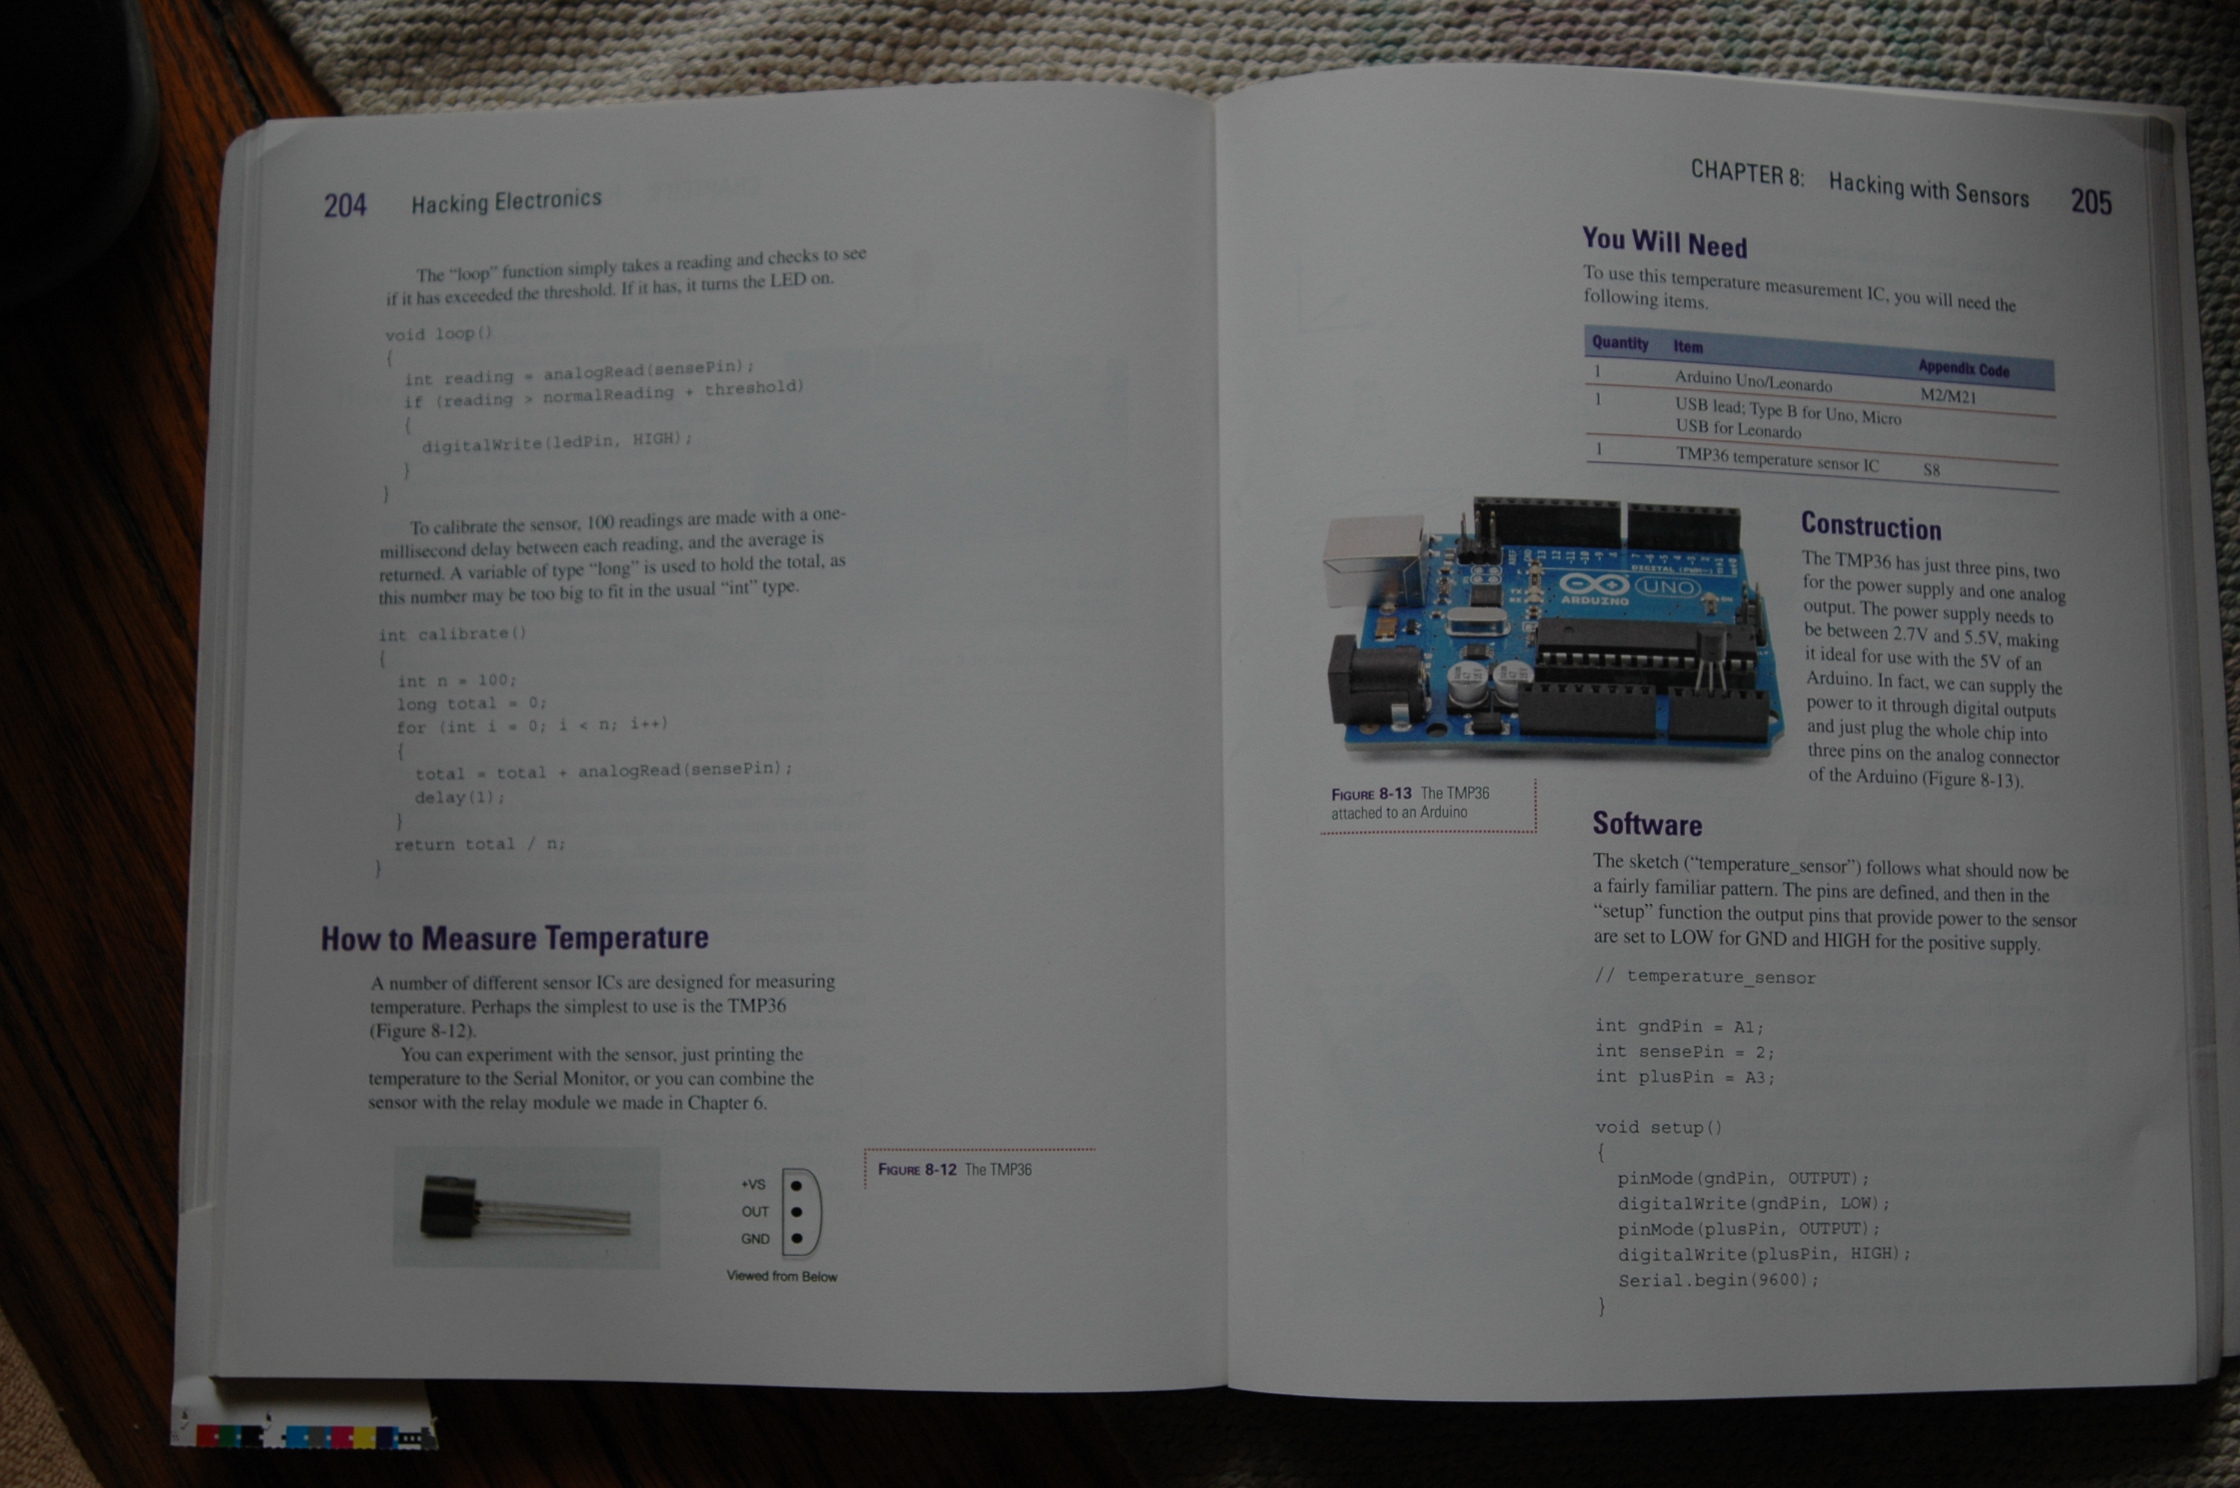 204 Hacking Electronics
The "loop" function simply takes a reading and checks to see
if it has exceeded the threshold. If it has, it turns the LED on.
void loop()
{
int reading = analogRead(sensePin);
if (reading > normalReading + threshold)
{
digitalWrite(ledPin, HIGH);
}
}
To calibrate the sensor, 100 readings are made with a one-
millisecond delay between each reading, and the average is
returned. A variable of type "long" is used to hold the total, as
this number may be too big to fit in the usual "int" type.
int calibrate()
{
int n = 100;
long total = 0;
for (int i = 0; i < n; i++)
{
total = total + analogRead(sensePin);
delay(1);
}
return total / n;
}
How to Measure Temperature
A number of different sensor ICs are designed for measuring
temperature. Perhaps the simplest to use is the TMP36
(Figure 8-12).
You can experiment with the sensor, just printing the
temperature to the Serial Monitor, or you can combine the
sensor with the relay module we made in Chapter 6.
+VS
OUT
GND
Viewed from Below
FIGURE 8-12 The TMP36
CHAPTER 8: Hacking with Sensors 205
You Will Need
To use this temperature measurement IC, you will need the
following items.
Quantity Item Appendix Code
1 Arduino Uno/Leonardo M2/M21
1 USB lead; Type B for Uno, Micro
USB for Leonardo
1 TMP36 temperature sensor IC S8
UNO
ARDUINO
FIGURE 8-13 The TMP36
attached to an Arduino
Construction
The TMP36 has just three pins, two
for the power supply and one analog
output. The power supply needs to
be between 2.7V and 5.5V, making
it ideal for use with the 5V of an
Arduino. In fact, we can supply the
power to it through digital outputs
and just plug the whole chip into
three pins on the analog connector
of the Arduino (Figure 8-13).
Software
The sketch ("temperature_sensor") follows what should now be
a fairly familiar pattern. The pins are defined, and then in the
"setup" function the output pins that provide power to the sensor
are set to LOW for GND and HIGH for the positive supply.
// temperature_sensor
int gndPin = A1;
int sensePin = 2;
int plusPin = A3;
void setup()
{
pinMode(gndPin, OUTPUT);
digitalWrite(gndPin, LOW);
pinMode(plusPin, OUTPUT);
digitalWrite(plusPin, HIGH);
Serial.begin(9600);
}